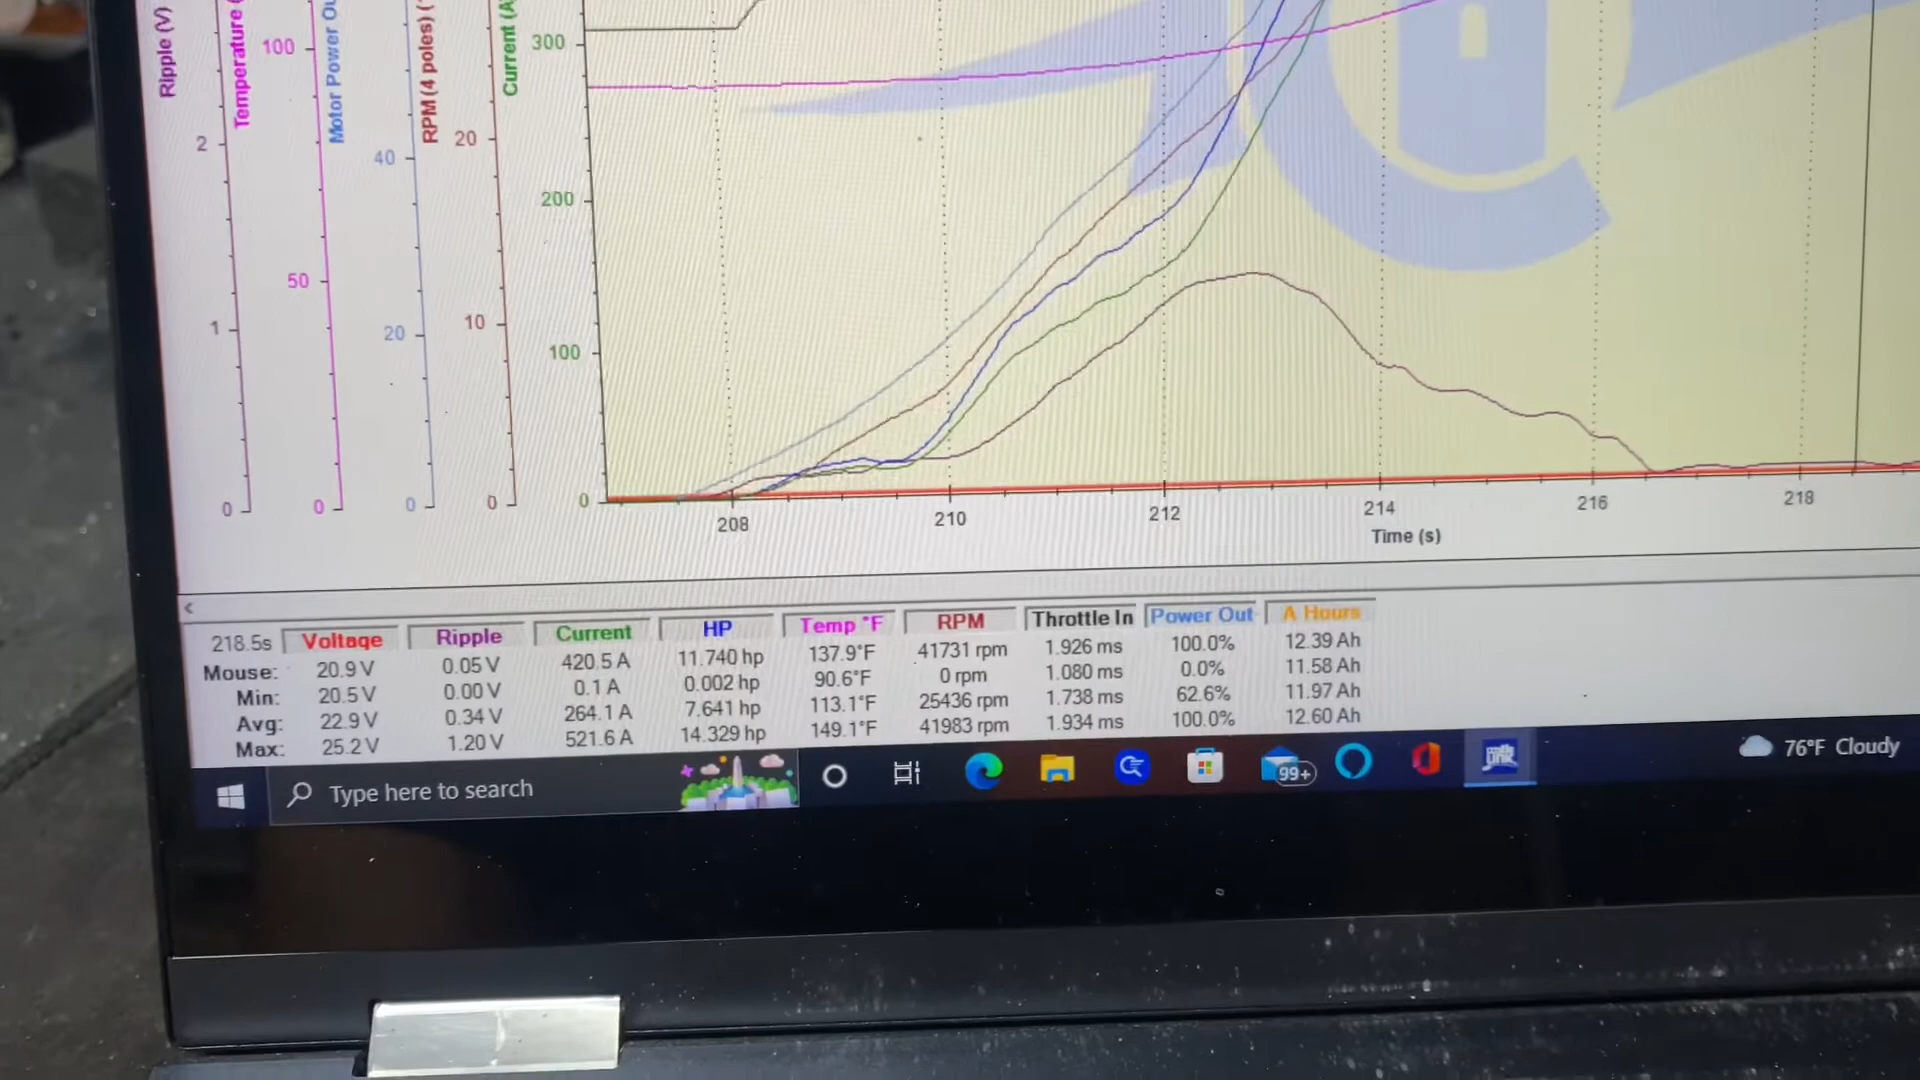 Ripple (V)
Temperature (
Motor Power Ou
RPM (4 poles) (
Current (A
2
1
0
100
50
0
40
20
0
20
10
0
300
200
100
0
208 210 212 214 216 218
Time (s)
<
218.5s Voltage Ripple Current HP Temp °F RPM Throttle In Power Out A Hours
Mouse: 20.9 V 0.05 V 420.5 A 11.740 hp 137.9°F 41731 rpm 1.926 ms 100.0% 12.39 Ah
Min: 20.5 V 0.00 V 0.1 A 0.002 hp 90.6°F 0 rpm 1.080 ms 0.0% 11.58 Ah
Avg: 22.9 V 0.34 V 264.1 A 7.641 hp 113.1°F 25436 rpm 1.738 ms 62.6% 11.97 Ah
Max: 25.2 V 1.20 V 521.6 A 14.329 hp 149.1°F 41983 rpm 1.934 ms 100.0% 12.60 Ah
Type here to search
99+
76°F Cloudy